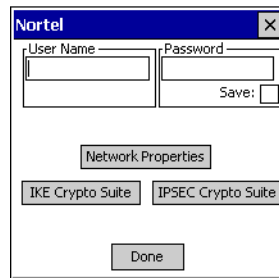 Nortel
User Name Password
Save:
Network Properties
IKE Crypto Suite IPSEC Crypto Suite
Done